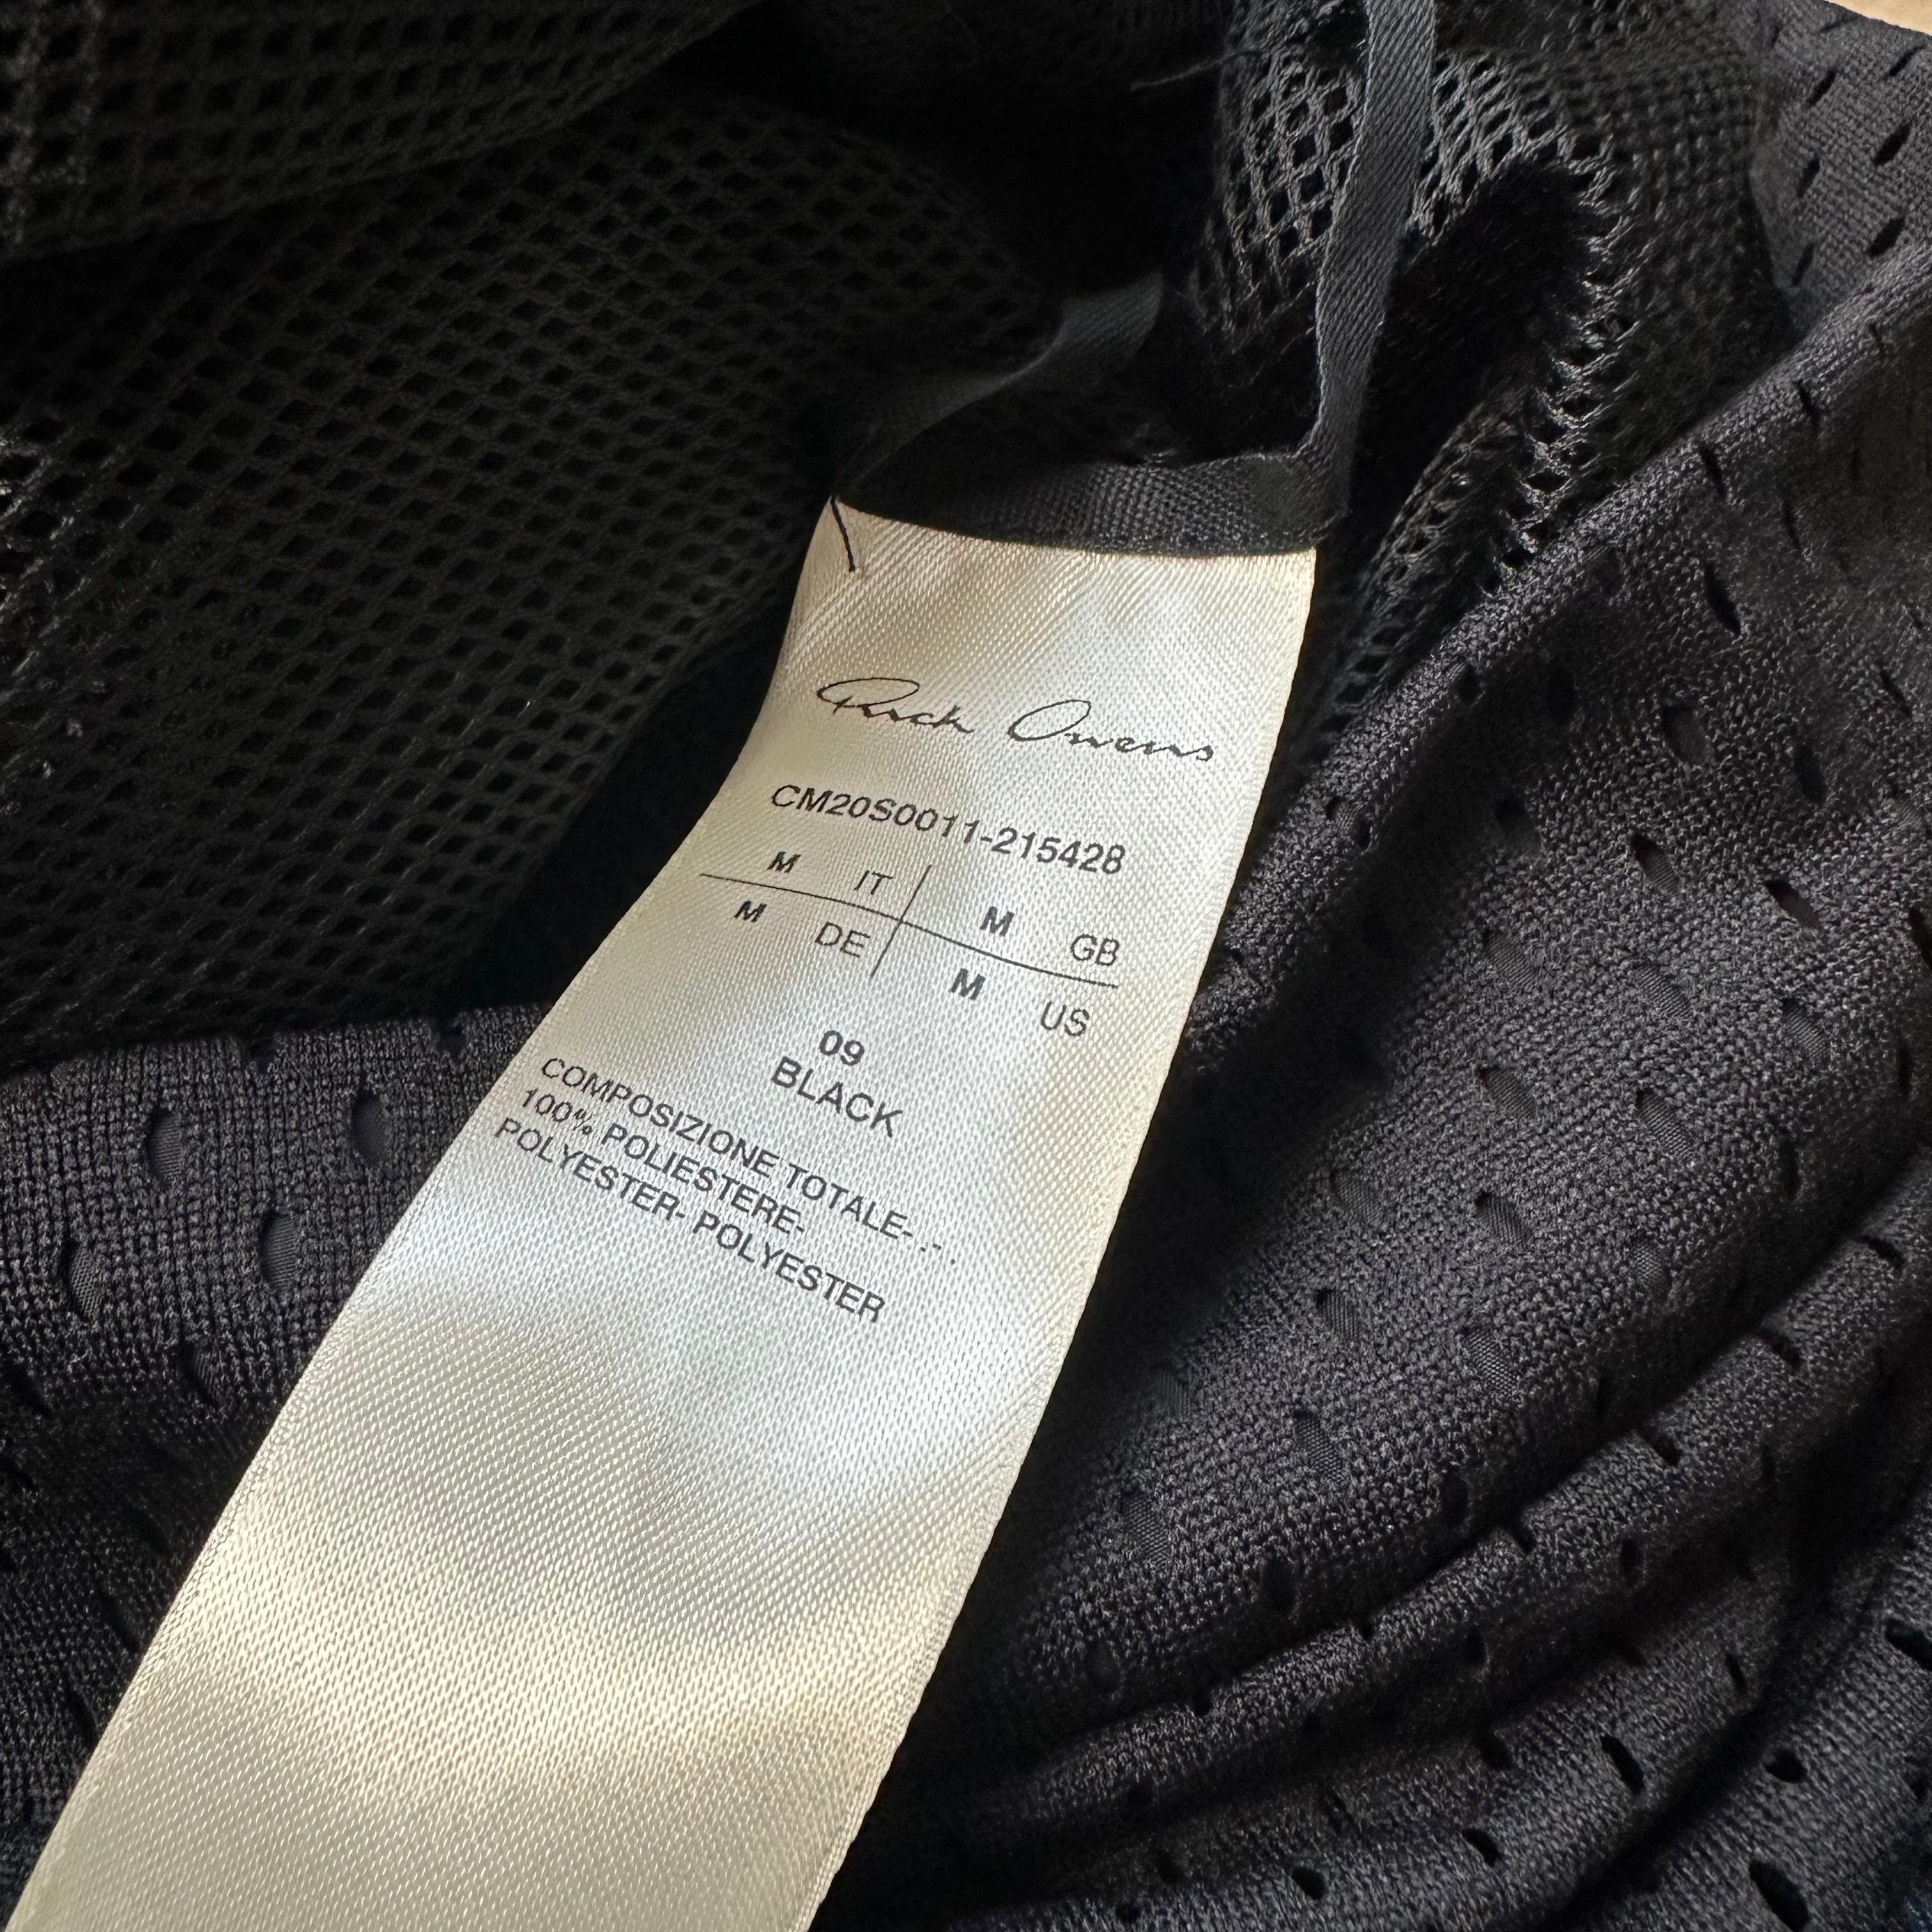 Rick Owens
CM20S0011-215428
M IT M GB
M DE M US
09
BLACK
COMPOSIZIONE TOTALE- .-.
100% POLIESTERE-
POLYESTER- POLYESTER